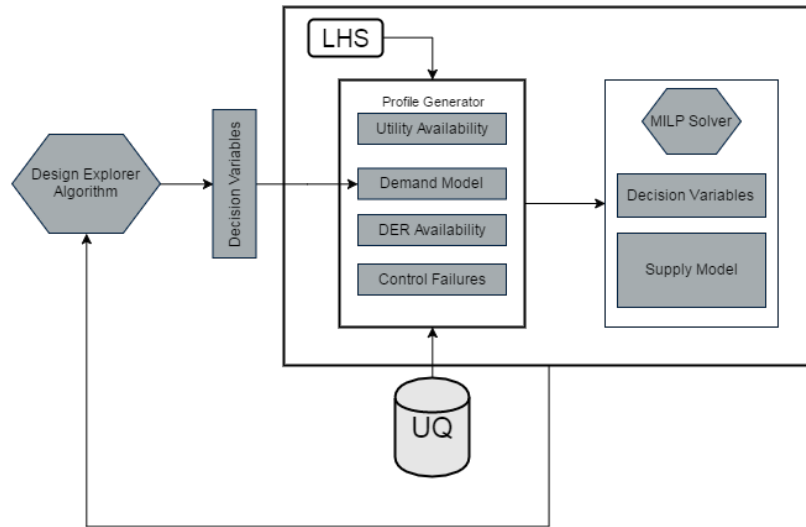 LHS
Profile Generator
Utility Availability
Demand Model
DER Availability
Control Failures
MILP Solver
Decision Variables
Supply Model
Design Explorer
Algorithm
Decision Variables
UQ